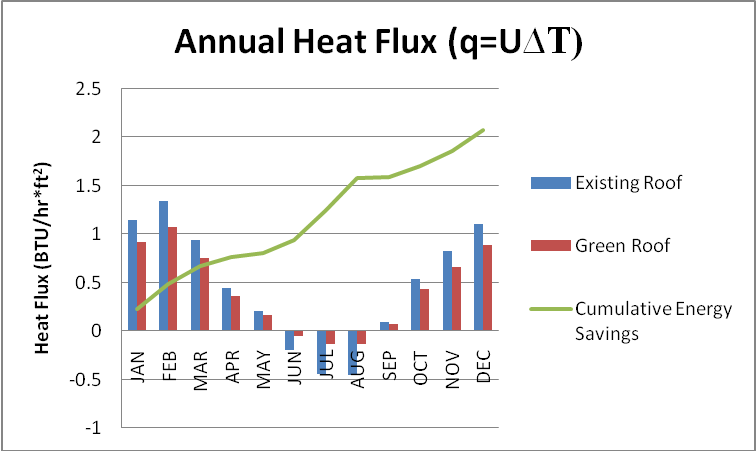 Annual Heat Flux (q=UΔT)
Heat Flux (BTU/hr*ft²)
2.5
2
1.5
1
0.5
0
-0.5
-1
JAN
FEB
MAR
APR
MAY
JUN
JUL
AUG
SEP
OCT
NOV
DEC
Existing Roof
Green Roof
Cumulative Energy
Savings